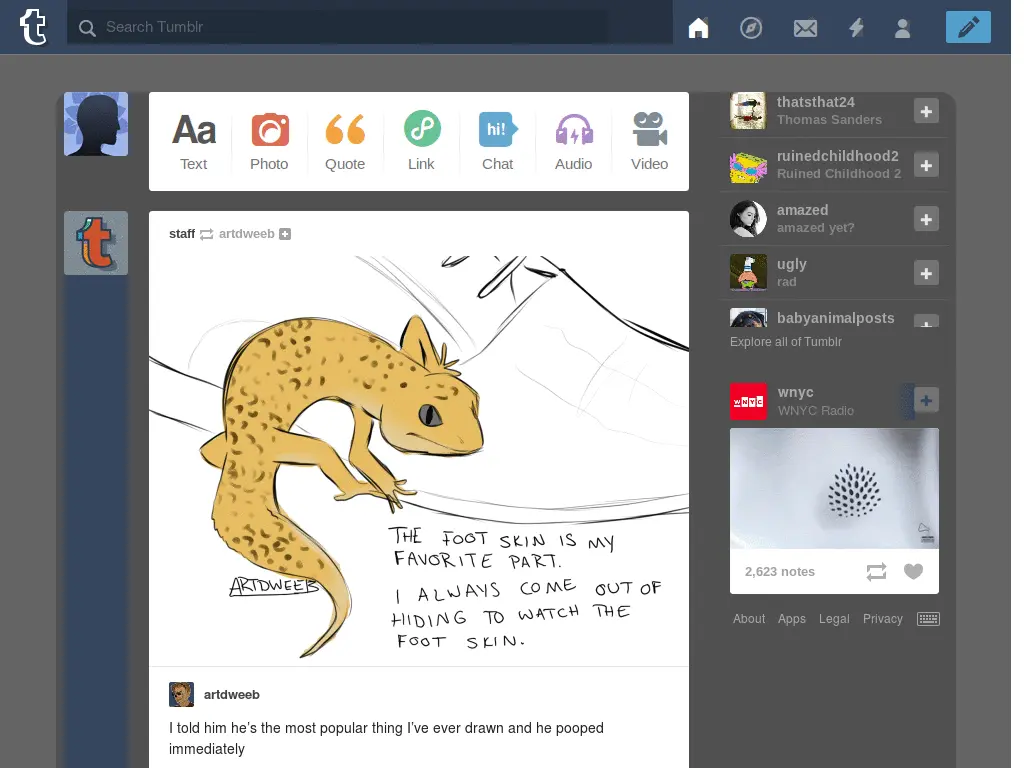 t
Search Tumblr
Aa
Text
Photo
Quote
Link
hi!
Chat
Audio
Video
t
staff artdweeb
THE FOOT SKIN IS MY
FAVORITE PART.
I ALWAYS COME OUT OF
HIDING TO WATCH THE
FOOT SKIN.
ARTDWEEB
artdweeb
I told him he's the most popular thing I've ever drawn and he pooped
immediately
thatsthat24
Thomas Sanders
ruinedchildhood2
Ruined Childhood 2
amazed
amazed yet?
ugly
rad
babyanimalposts
Explore all of Tumblr
WNYC
wnyc
WNYC Radio
2,623 notes
About Apps Legal Privacy